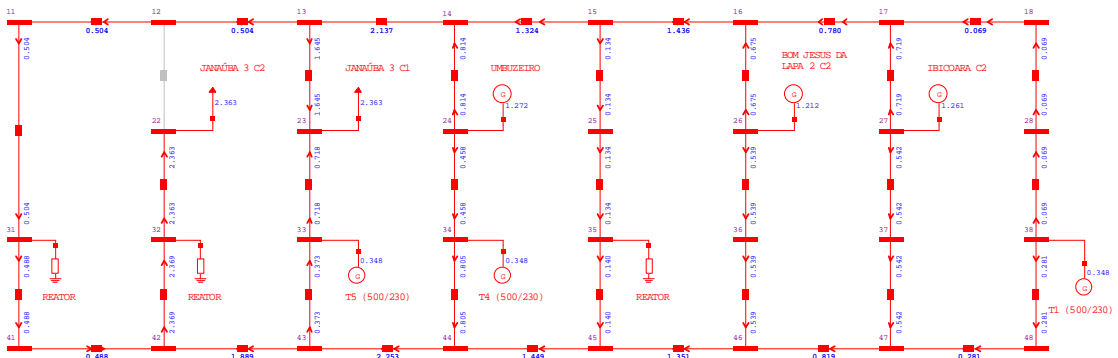 11 12 13 14 15 16 17 18
0.504 0.504 2.137 1.324 1.436 0.780 0.069
0.504 1.645 0.814 0.134 0.675 0.719 0.069
JANAÚBA 3 C2 JANAÚBA 3 C1 UMBUZEIRO BOM JESUS DA
LAPA 2 C2 IBICOARA C2
G G G
2.363 2.363 1.272 1.212 1.261
1.645 0.814 0.134 0.675 0.719 0.069
22 23 24 25 26 27 28
2.363 0.718 0.458 0.134 0.539 0.542 0.069
0.504 2.363 0.718 0.458 0.134 0.539 0.542 0.069
31 32 33 34 35 36 37 38
0.488 2.369 0.373 0.348 0.805 0.348 0.140 0.539 0.542 0.281 0.348
G G G
REATOR REATOR T5 (500/230) T4 (500/230) REATOR T1 (500/230)
0.488 2.369 0.373 0.805 0.140 0.539 0.542 0.281
41 42 43 44 45 46 47 48
0.488 1.889 2.253 1.449 1.351 0.819 0.281